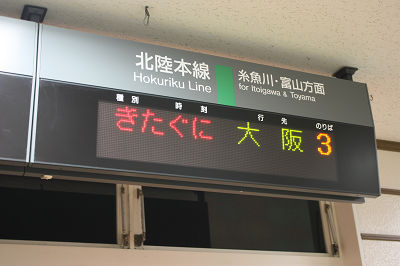 北陸本線
Hokuriku Line
糸魚川・富山方面
for Itoigawa & Toyama
種別 時刻 行先 のりば
きたぐに 大阪 3